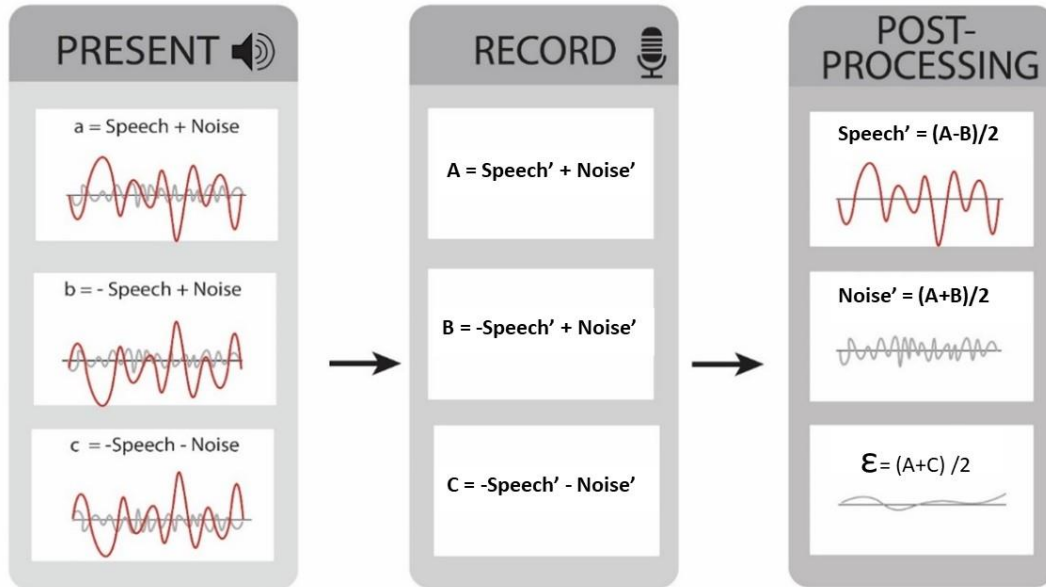 PRESENT
a = Speech + Noise
b = - Speech + Noise
c = -Speech - Noise
RECORD
A = Speech’ + Noise’
B = -Speech’ + Noise’
C = -Speech’ - Noise’
POST-
PROCESSING
Speech’ = (A-B)/2
Noise’ = (A+B)/2
ε= (A+C) /2